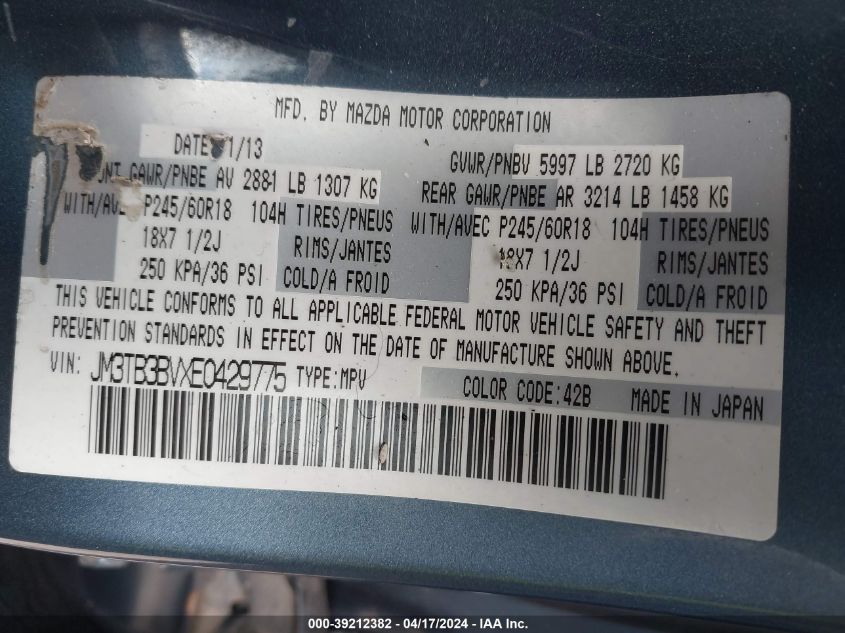 MFD. BY MAZDA MOTOR CORPORATION
DATE 1/13 GVWR/PNBV 5997 LB 2720 KG
GAWR/PNBE AV 2881 LB 1307 KG REAR GAWR/PNBE AR 3214 LB 1458 KG
WITH/AVEC P245/60R18 104H TIRES/PNEUS WITH/AVEC P245/60R18 104H TIRES/PNEUS
18X7 1/2J RIMS/JANTES 18X7 1/2J RIMS/JANTES
250 KPA/36 PSI COLD/A FROID 250 KPA/36 PSI COLD/A FROID
THIS VEHICLE CONFORMS TO ALL APPLICABLE FEDERAL MOTOR VEHICLE SAFETY AND THEFT
PREVENTION STANDARDS IN EFFECT ON THE DATE OF MANUFACTURE SHOWN ABOVE.
VIN: JM3TB3BVXE0429775 TYPE:MPV COLOR CODE:42B MADE IN JAPAN
000-39212382 - 04/17/2024 - IAA Inc.